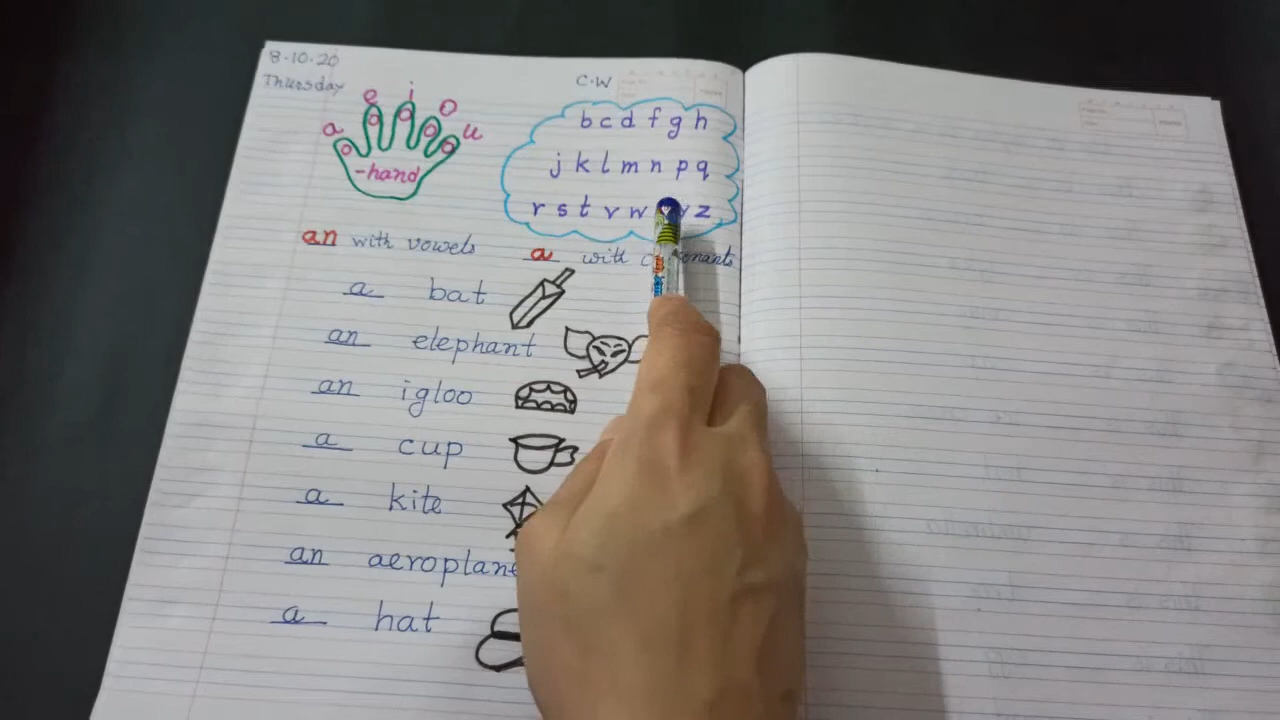 8.10.20
Thursday
C.W
a e i o u
-hand
b c d f g h
j k l m n p q
r s t v w y z
an with vowels
a with
a bat
an elephant
an igloo
a cup
a kite
an aeroplane
a hat